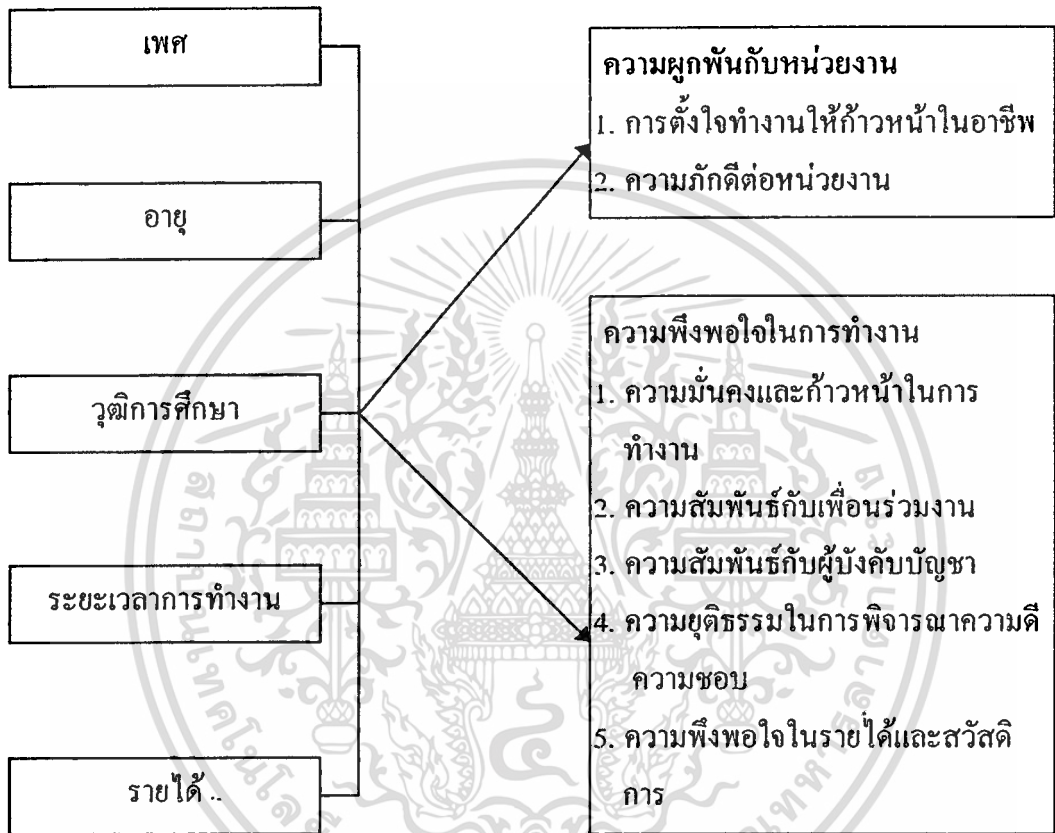 เพศ
อายุ
วุฒิการศึกษา
ระยะเวลาการทำงาน
รายได้ ..
ความผูกพันกับหน่วยงาน
1. การตั้งใจทำงานให้ก้าวหน้าในอาชีพ
2. ความภักดีต่อหน่วยงาน
ความพึงพอใจในการทำงาน
1. ความมั่นคงและก้าวหน้าในการ
ทำงาน
2. ความสัมพันธ์กับเพื่อนร่วมงาน
3. ความสัมพันธ์กับผู้บังคับบัญชา
4. ความยุติธรรมในการพิจารณาความดี
ความชอบ
5. ความพึงพอใจในรายได้และสวัสดิ
การ